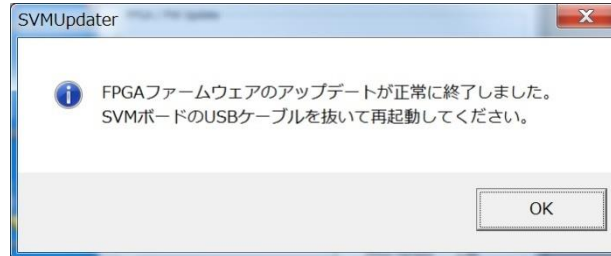 SVMUpdater
FPGAファームウェアのアップデートが正常に終了しました。
SVMボードのUSBケーブルを抜いて再起動してください。
OK